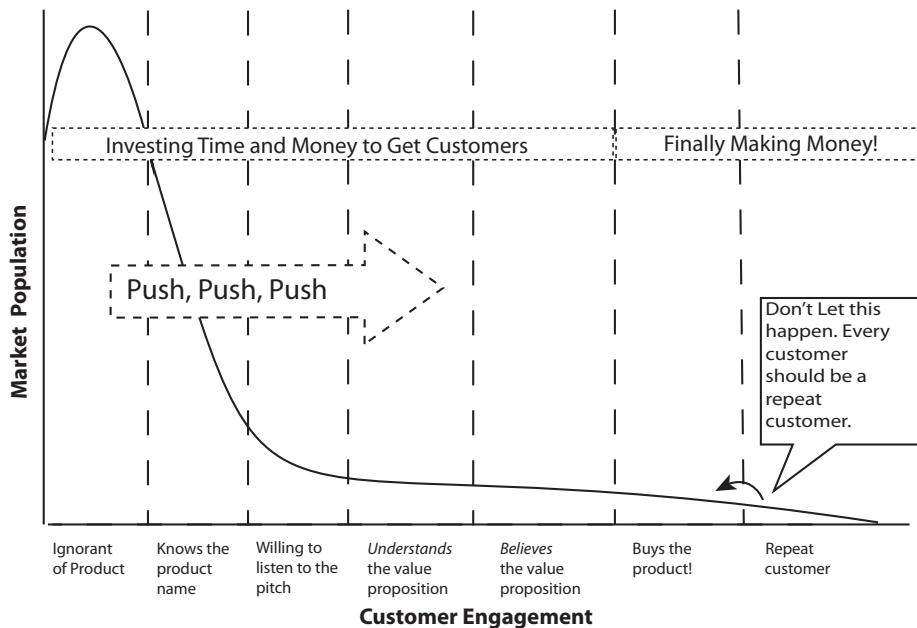 Investing Time and Money to Get Customers
Finally Making Money!
Market Population
Push, Push, Push
Don't Let this
happen. Every
customer
should be a
repeat
customer.
Ignorant
of Product
Knows the
product
name
Willing to
listen to the
pitch
Understands
the value
proposition
Believes
the value
proposition
Buys the
product!
Repeat
customer
Customer Engagement